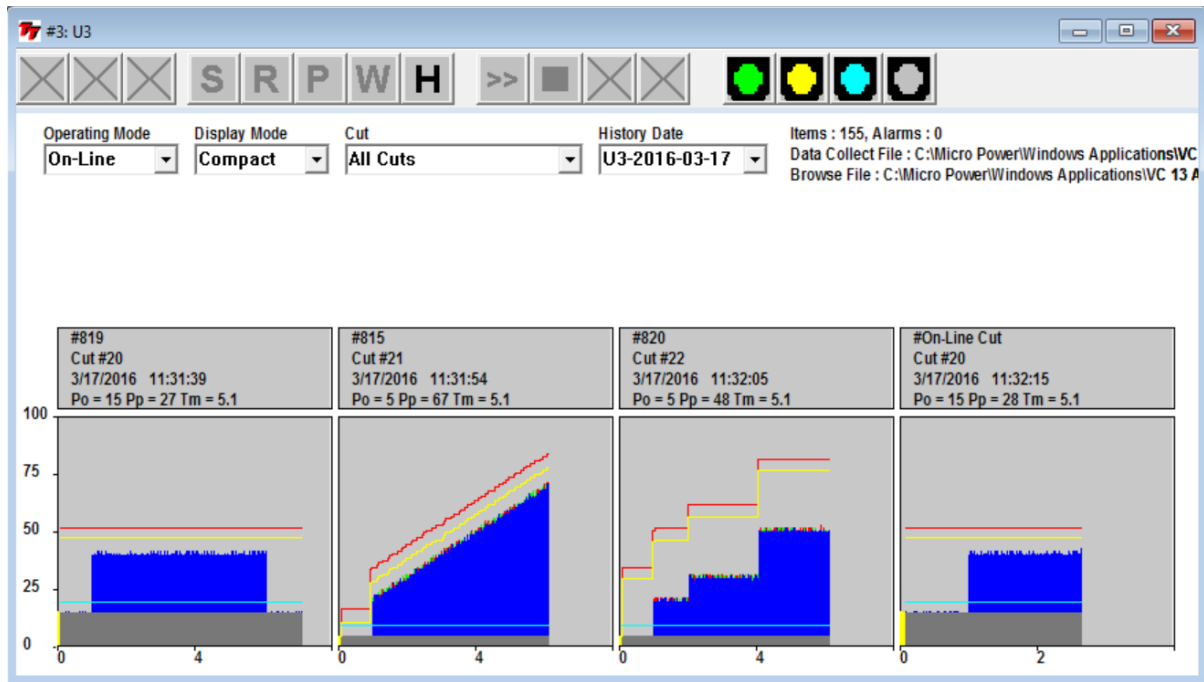 #3: U3
S R P W H >>
Operating Mode Display Mode Cut History Date
On-Line Compact All Cuts U3-2016-03-17
Items : 155, Alarms : 0
Data Collect File : C:\Micro Power\Windows Applications\VC
Browse File : C:\Micro Power\Windows Applications\VC 13 A
#819
Cut #20
3/17/2016 11:31:39
Po = 15 Pp = 27 Tm = 5.1
#815
Cut #21
3/17/2016 11:31:54
Po = 5 Pp = 67 Tm = 5.1
#820
Cut #22
3/17/2016 11:32:05
Po = 5 Pp = 48 Tm = 5.1
#On-Line Cut
Cut #20
3/17/2016 11:32:15
Po = 15 Pp = 28 Tm = 5.1
100
75
50
25
0
0 4
0 4
0 4
0 2